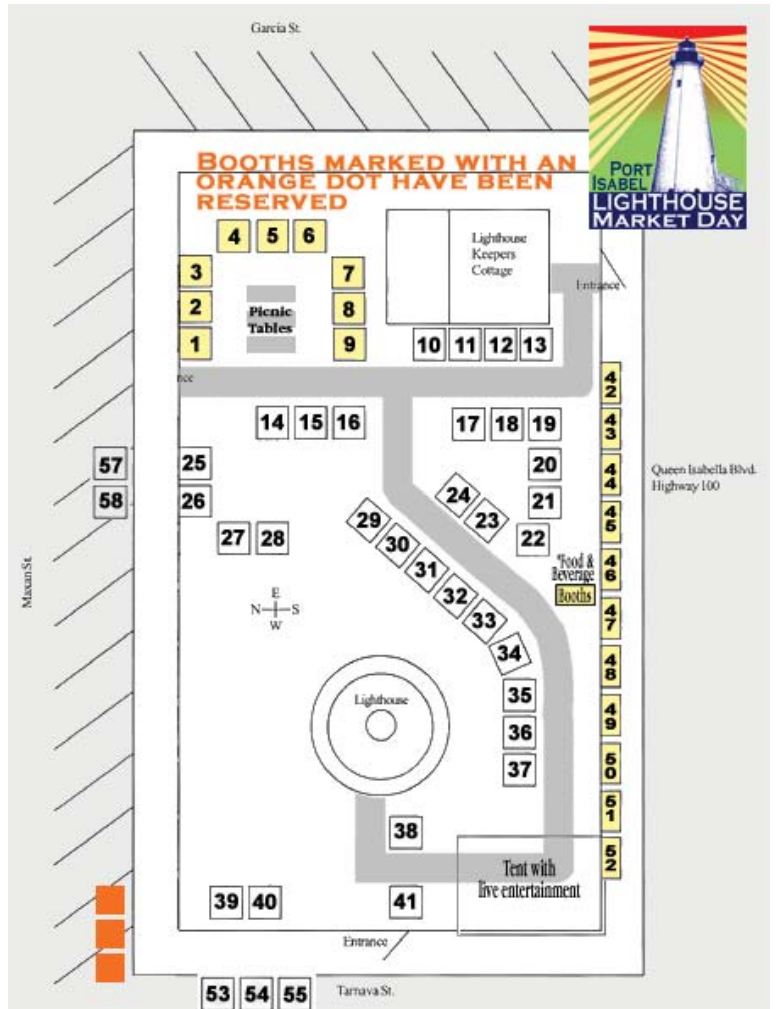 Garcia St.
PORT
ISABEL
LIGHTHOUSE
MARKET DAY
BOOTHS MARKED WITH AN
ORANGE DOT HAVE BEEN
RESERVED
4 5 6
Lighthouse
Keepers
Cottage
3
7
2
8
Picnic
Tables
1
9
Entrance
10 11 12 13
nce
42
14 15 16
17 18 19
43
57 25
20
44
Queen Isabella Blvd.
Highway 100
58 26
24
21
45
29
23
27 28
30
22
*Food &
Beverage
Booths
46
31
32
47
33
Maxan St.
E
N S
W
34
48
Lighthouse
35
49
36
37
50
51
38
52
Tent with
live entertainment
39 40
41
Entrance
53 54 55
Tarnava St.